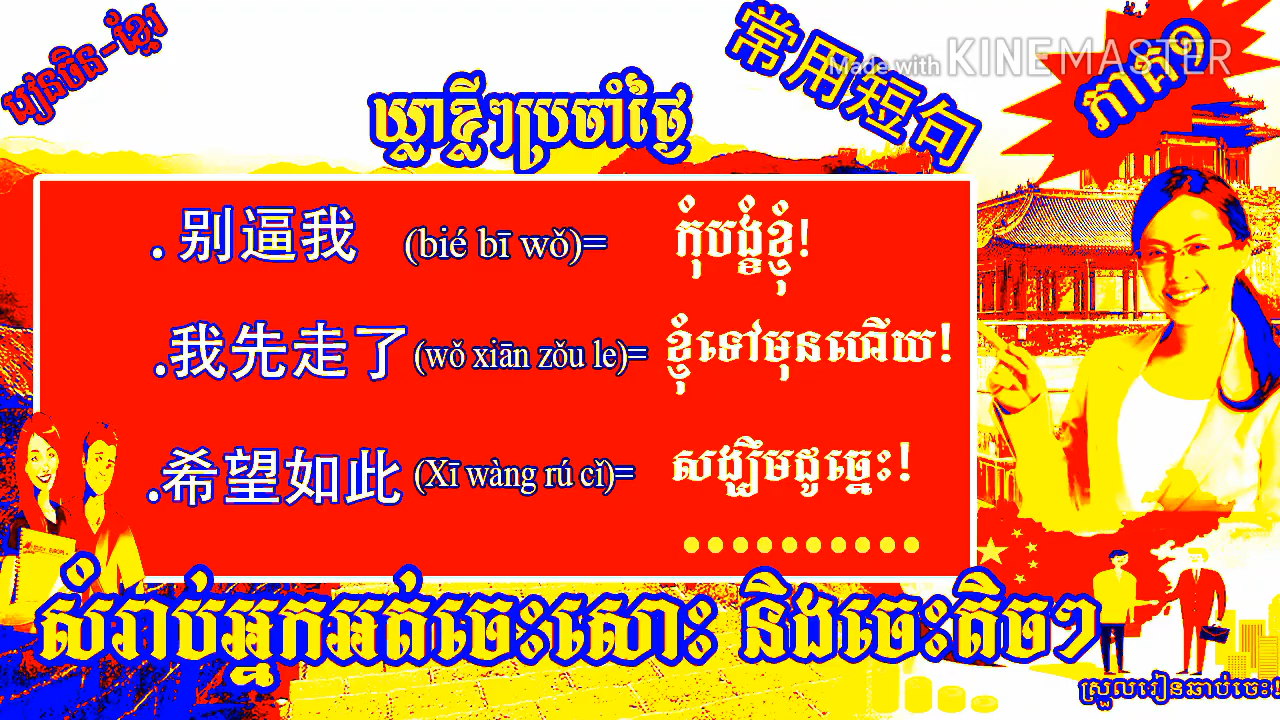 រៀនចិន-ខ្មែរ
常用短句
Made with KINEMASTER
ភាគ១
ឃ្លាខ្លីៗប្រចាំថ្ងៃ
.别逼我 (bié bī wǒ)= កុំបង្ខំខ្ញុំ!
.我先走了 (wǒ xiān zǒu le)= ខ្ញុំទៅមុនហើយ!
.希望如此 (Xī wàng rú cǐ)= សង្ឃឹមដូច្នេះ!
..........
សំរាប់អ្នកអត់ចេះសោះ និងចេះតិចៗ
ស្រួលរៀនឆាប់ចេះ!